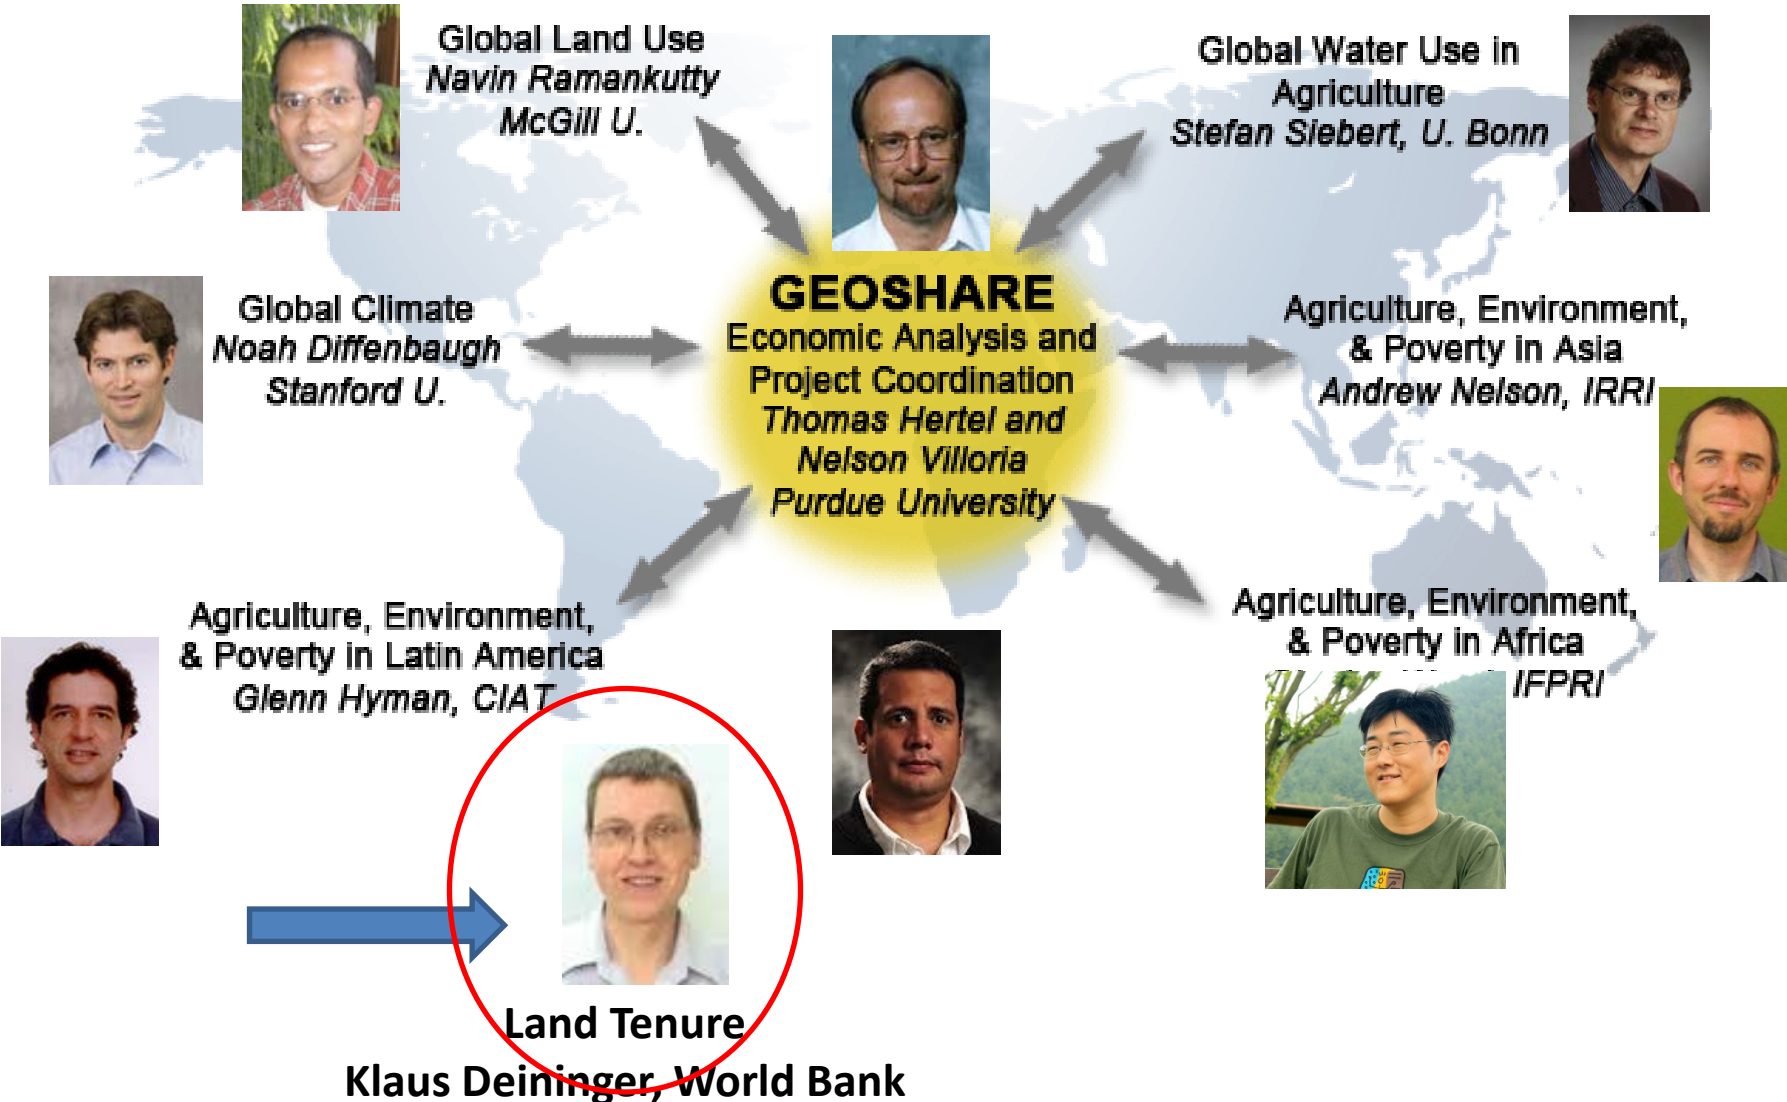 Global Land Use
Navin Ramankutty
McGill U.
Global Water Use in
Agriculture
Stefan Siebert, U. Bonn
Global Climate
Noah Diffenbaugh
Stanford U.
GEOSHARE
Economic Analysis and
Project Coordination
Thomas Hertel and
Nelson Villoria
Purdue University
Agriculture, Environment,
& Poverty in Asia
Andrew Nelson, IRRI
Agriculture, Environment,
& Poverty in Latin America
Glenn Hyman, CIAT
Agriculture, Environment,
& Poverty in Africa
IFPRI
Land Tenure
Klaus Deininger, World Bank